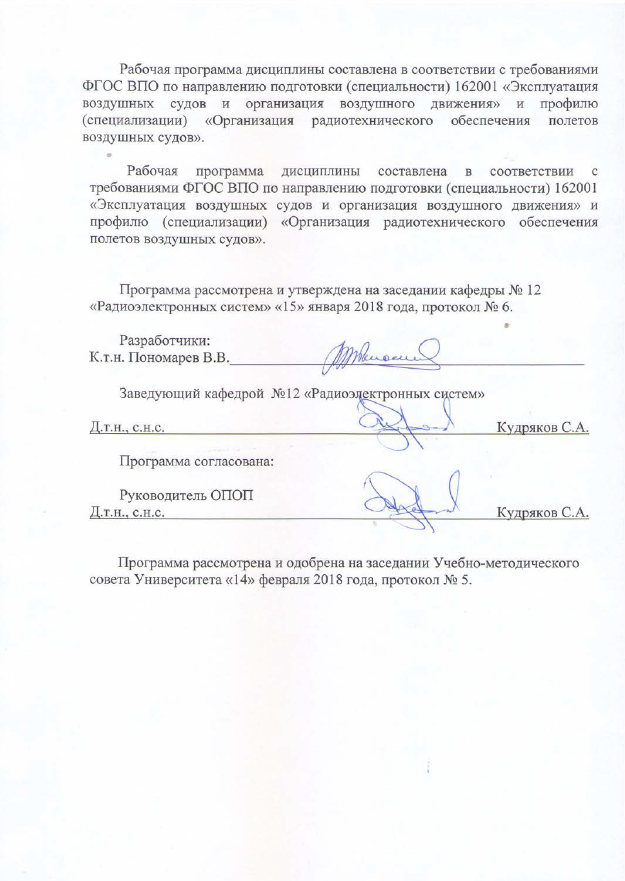 Рабочая программа дисциплины составлена в соответствии с требованиями
ФГОС ВПО по направлению подготовки (специальности) 162001 «Эксплуатация
воздушных судов и организация воздушного движения» и профилю
(специализации) «Организация радиотехнического обеспечения полетов
воздушных судов».
Рабочая программа дисциплины составлена в соответствии с
требованиями ФГОС ВПО по направлению подготовки (специальности) 162001
«Эксплуатация воздушных судов и организация воздушного движения» и
профилю (специализации) «Организация радиотехнического обеспечения
полетов воздушных судов».
Программа рассмотрена и утверждена на заседании кафедры № 12
«Радиоэлектронных систем» «15» января 2018 года, протокол № 6.
Разработчики:
К.т.н. Пономарев В.В.
Заведующий кафедрой №12 «Радиоэлектронных систем»
Д.т.н., с.н.с. Кудряков С.А.
Программа согласована:
Руководитель ОПОП
Д.т.н., с.н.с. Кудряков С.А.
Программа рассмотрена и одобрена на заседании Учебно-методического
совета Университета «14» февраля 2018 года, протокол № 5.